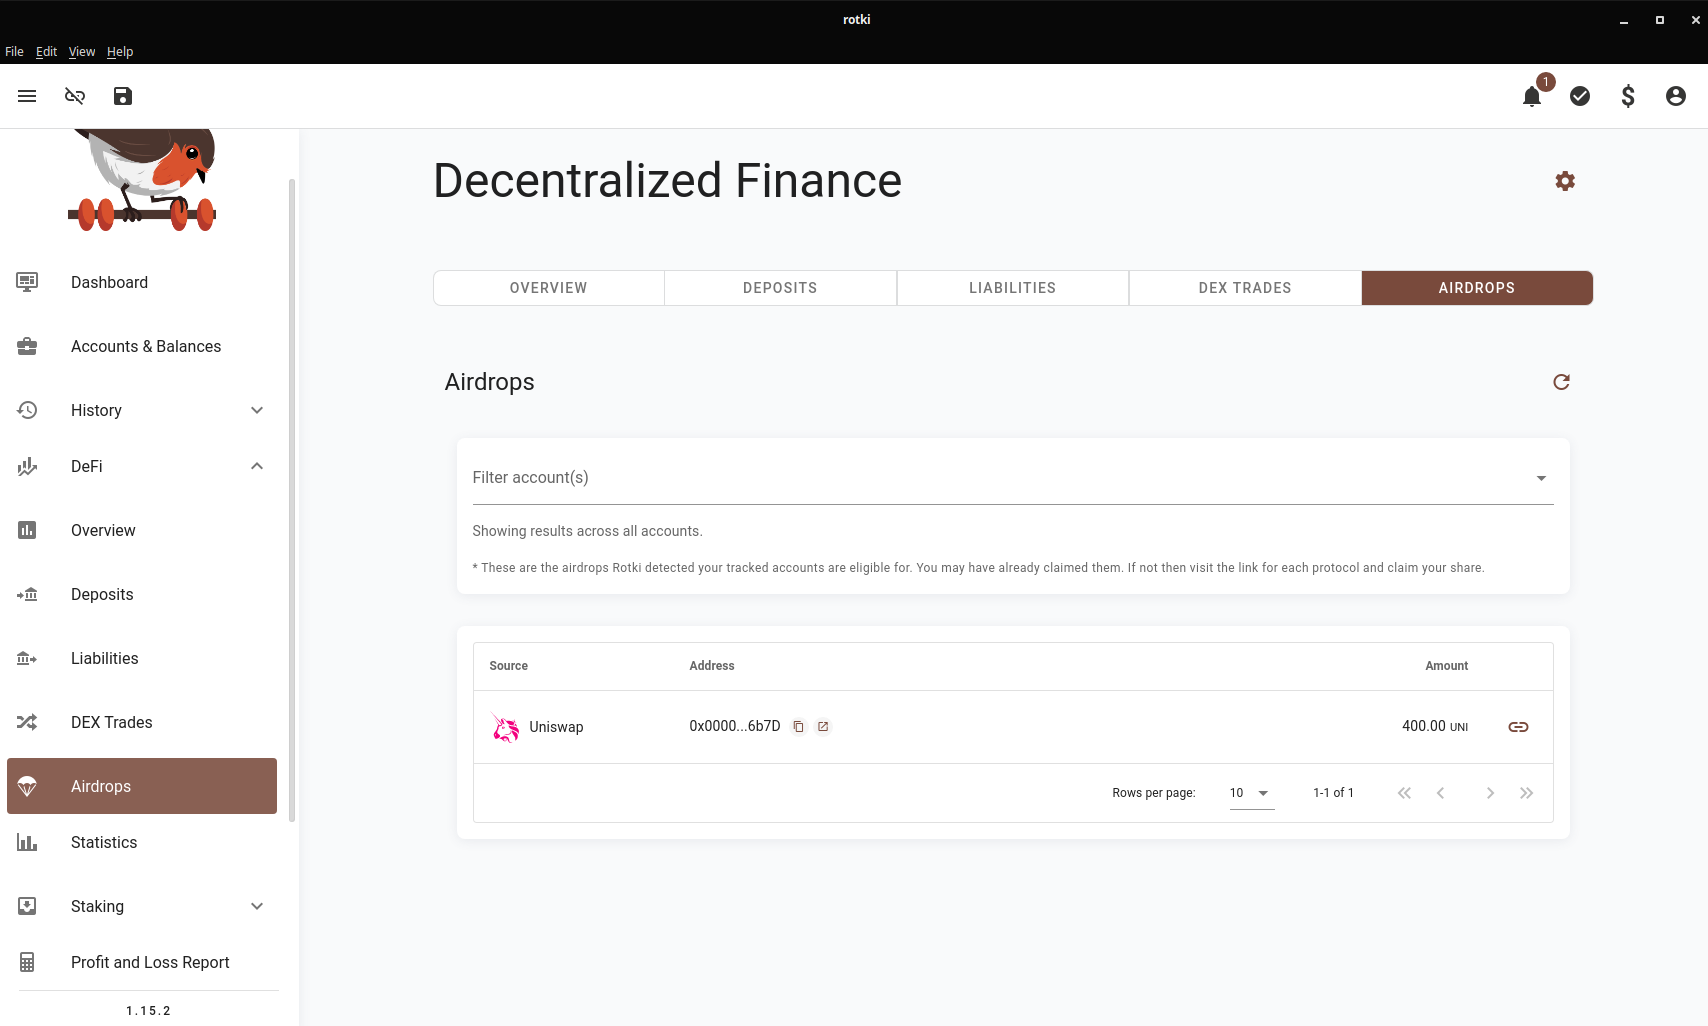 rotki
File Edit View Help
1
Decentralized Finance
Dashboard
Accounts & Balances
History
DeFi
Overview
Deposits
Liabilities
DEX Trades
Airdrops
Statistics
Staking
Profit and Loss Report
1.15.2
OVERVIEW DEPOSITS LIABILITIES DEX TRADES AIRDROPS
Airdrops
Filter account(s)
Showing results across all accounts.
* These are the airdrops Rotki detected your tracked accounts are eligible for. You may have already claimed them. If not then visit the link for each protocol and claim your share.
Source Address Amount
Uniswap 0x0000...6b7D 400.00 UNI
Rows per page: 10 1-1 of 1